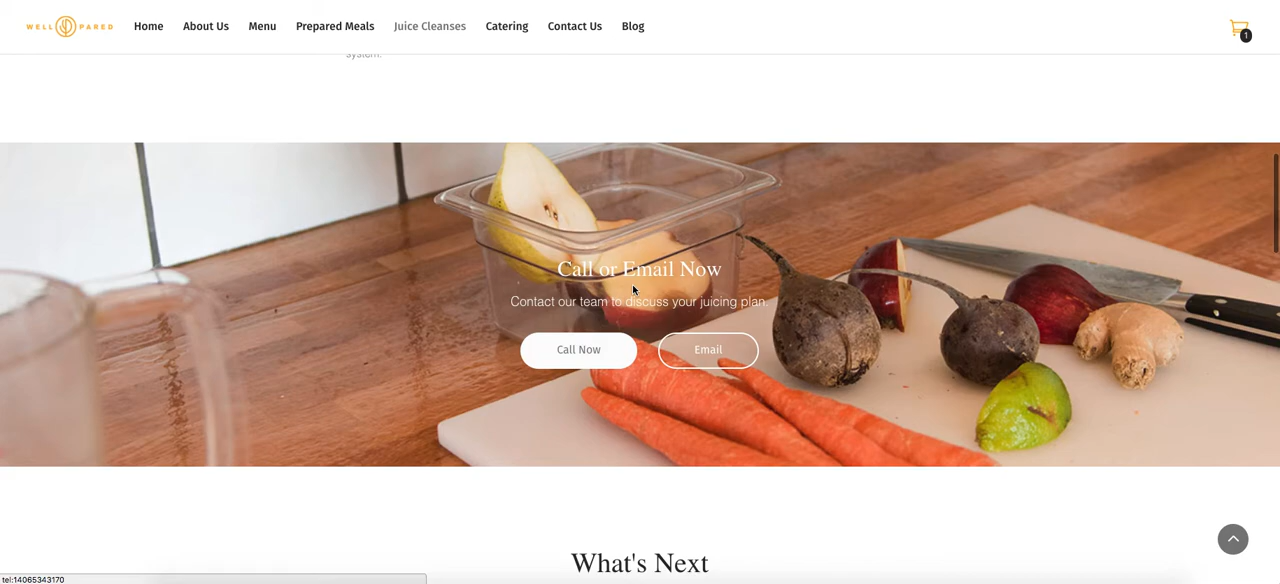 WELL PARED
Home
About Us
Menu
Prepared Meals
Juice Cleanses
Catering
Contact Us
Blog
1
system.
Call or Email Now
Contact our team to discuss your juicing plan.
Call Now
Email
What's Next
tel:14065343170